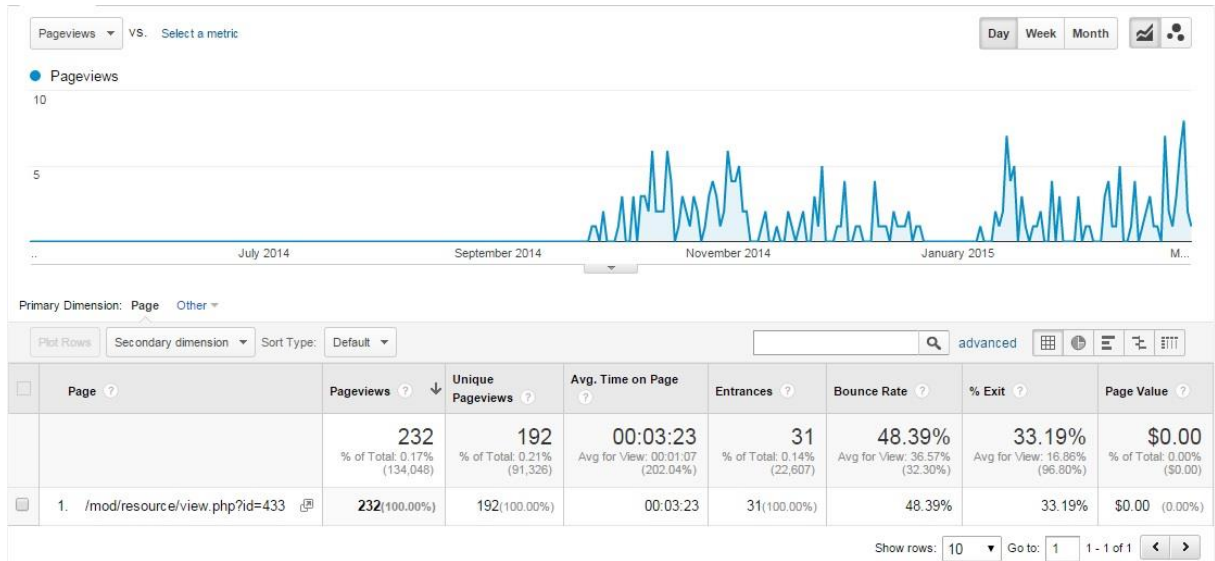 Pageviews VS. Select a metric Day Week Month
Pageviews
10
5
.. July 2014 September 2014 November 2014 January 2015 M...
Primary Dimension: Page Other
Plot Rows Secondary dimension Sort Type: Default advanced
Page ? Pageviews ? Unique Pageviews ? Avg. Time on Page ? Entrances ? Bounce Rate ? % Exit ? Page Value ?
232 192 00:03:23 31 48.39% 33.19% $0.00
% of Total: 0.17% % of Total: 0.21% Avg for View: 00:01:07 % of Total: 0.14% Avg for View: 36.57% Avg for View: 16.86% % of Total: 0.00%
(134,048) (91,326) (202.04%) (22,607) (32.30%) (96.80%) ($0.00)
1. /mod/resource/view.php?id=433 232(100.00%) 192(100.00%) 00:03:23 31(100.00%) 48.39% 33.19% $0.00 (0.00%)
Show rows: 10 Go to: 1 1 - 1 of 1